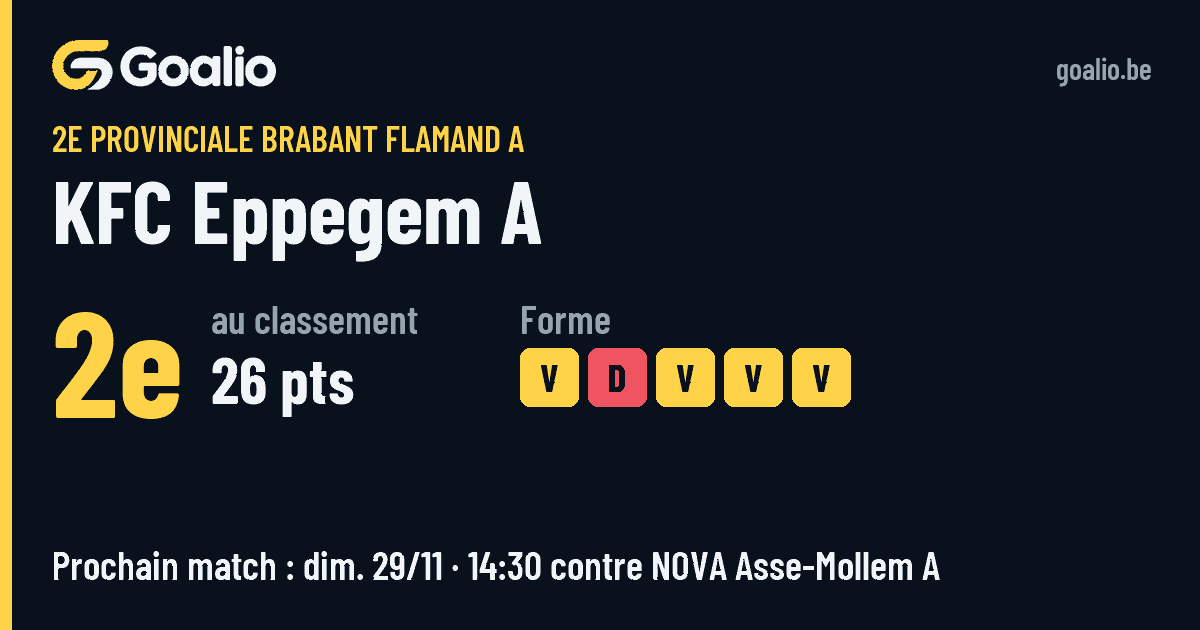 Goalio
goalio.be
2E PROVINCIALE BRABANT FLAMAND A
KFC Eppegem A
2e
au classement
26 pts
Forme
V D V V V
Prochain match : dim. 29/11 · 14:30 contre NOVA Asse-Mollem A